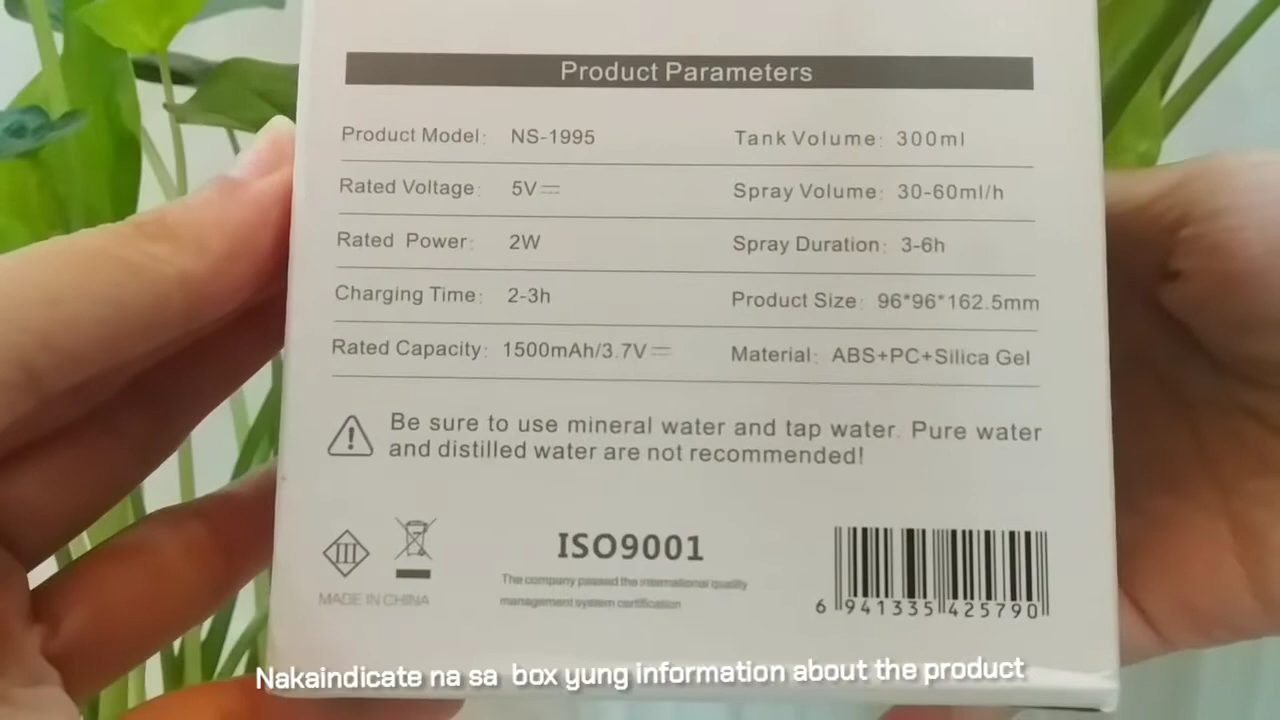 Product Parameters
Product Model: NS-1995
Tank Volume: 300ml
Rated Voltage: 5V⎓
Spray Volume: 30-60ml/h
Rated Power: 2W
Spray Duration: 3-6h
Charging Time: 2-3h
Product Size: 96*96*162.5mm
Rated Capacity: 1500mAh/3.7V⎓
Material: ABS+PC+Silica Gel
Be sure to use mineral water and tap water. Pure water
and distilled water are not recommended!
III
MADE IN CHINA
ISO9001
The company passed the international quality
management system certification
6 941335 425790
Nakaindicate na sa box yung information about the product